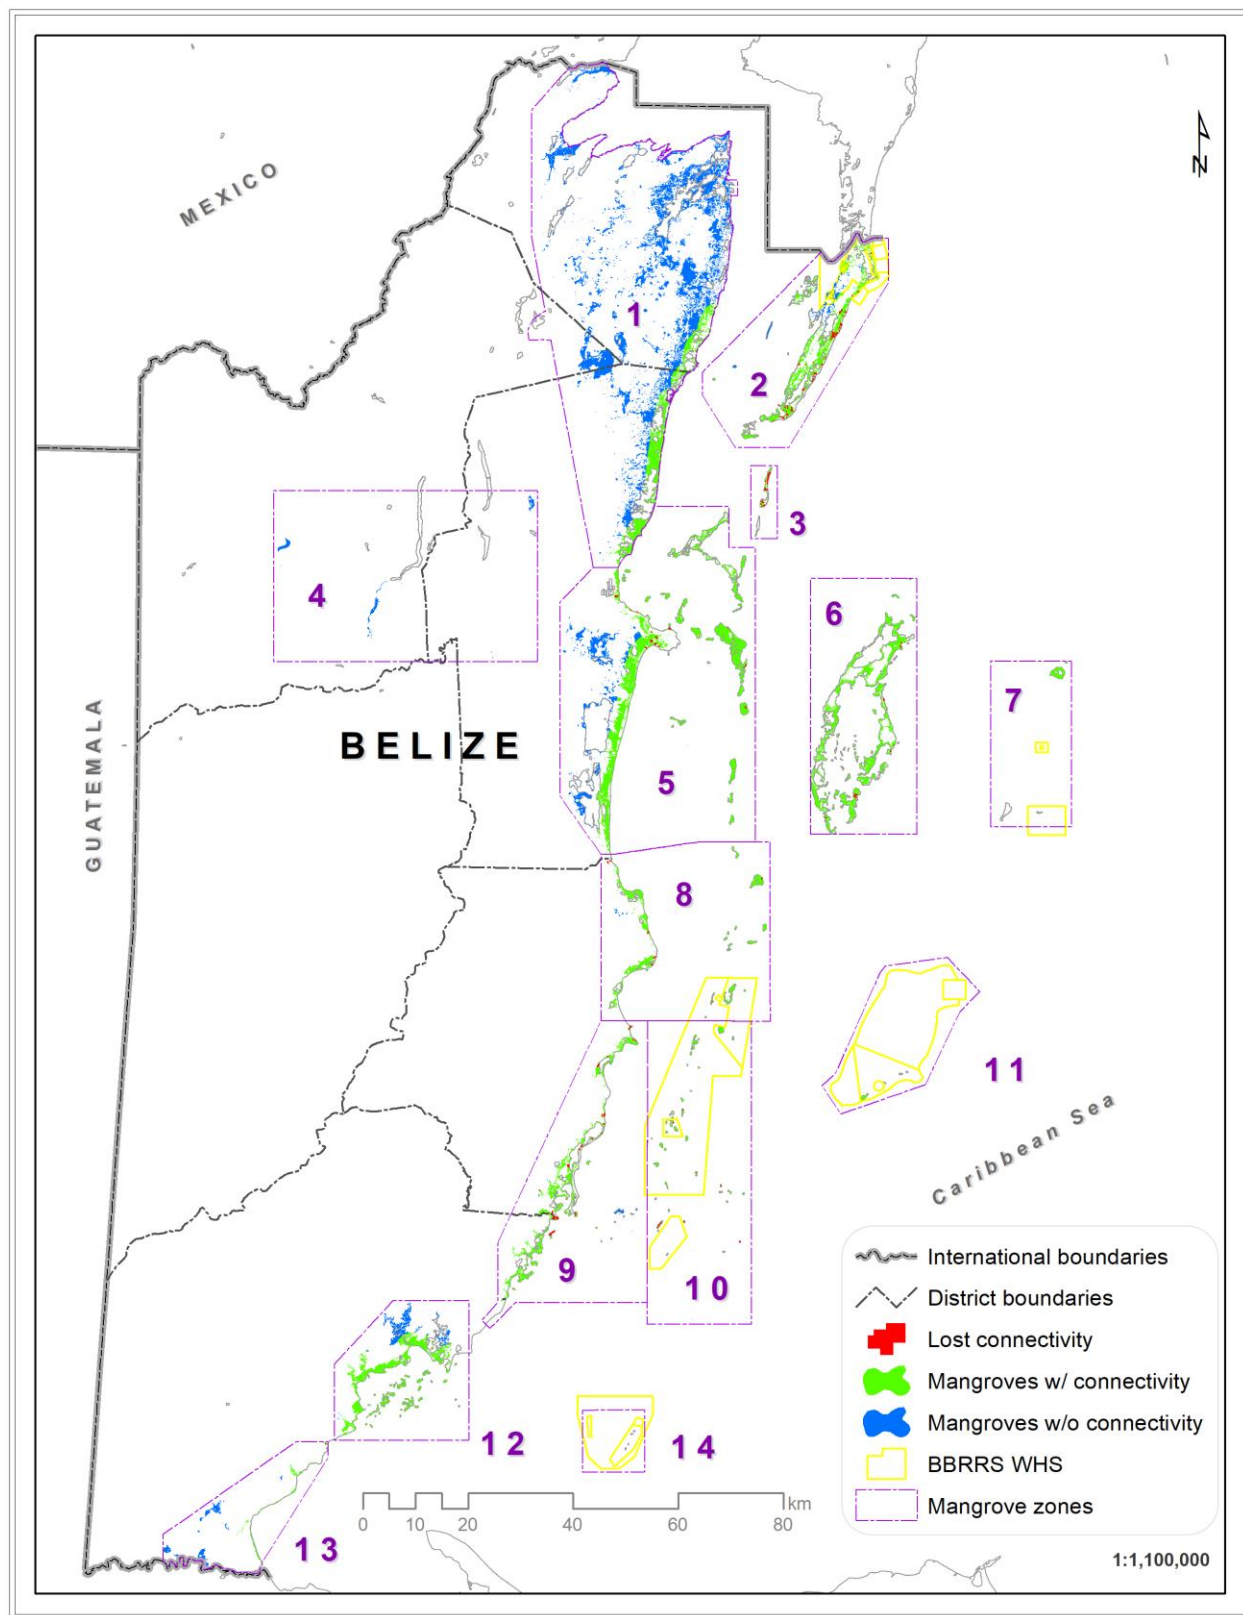 N
MEXICO
1
2
3
4
6
7
GUATEMALA
BELIZE
5
8
11
Caribbean Sea
9
10
12
14
13
International boundaries
District boundaries
Lost connectivity
Mangroves w/ connectivity
Mangroves w/o connectivity
BBRRS WHS
Mangrove zones
km
0 10 20 40 60 80
1:1,100,000